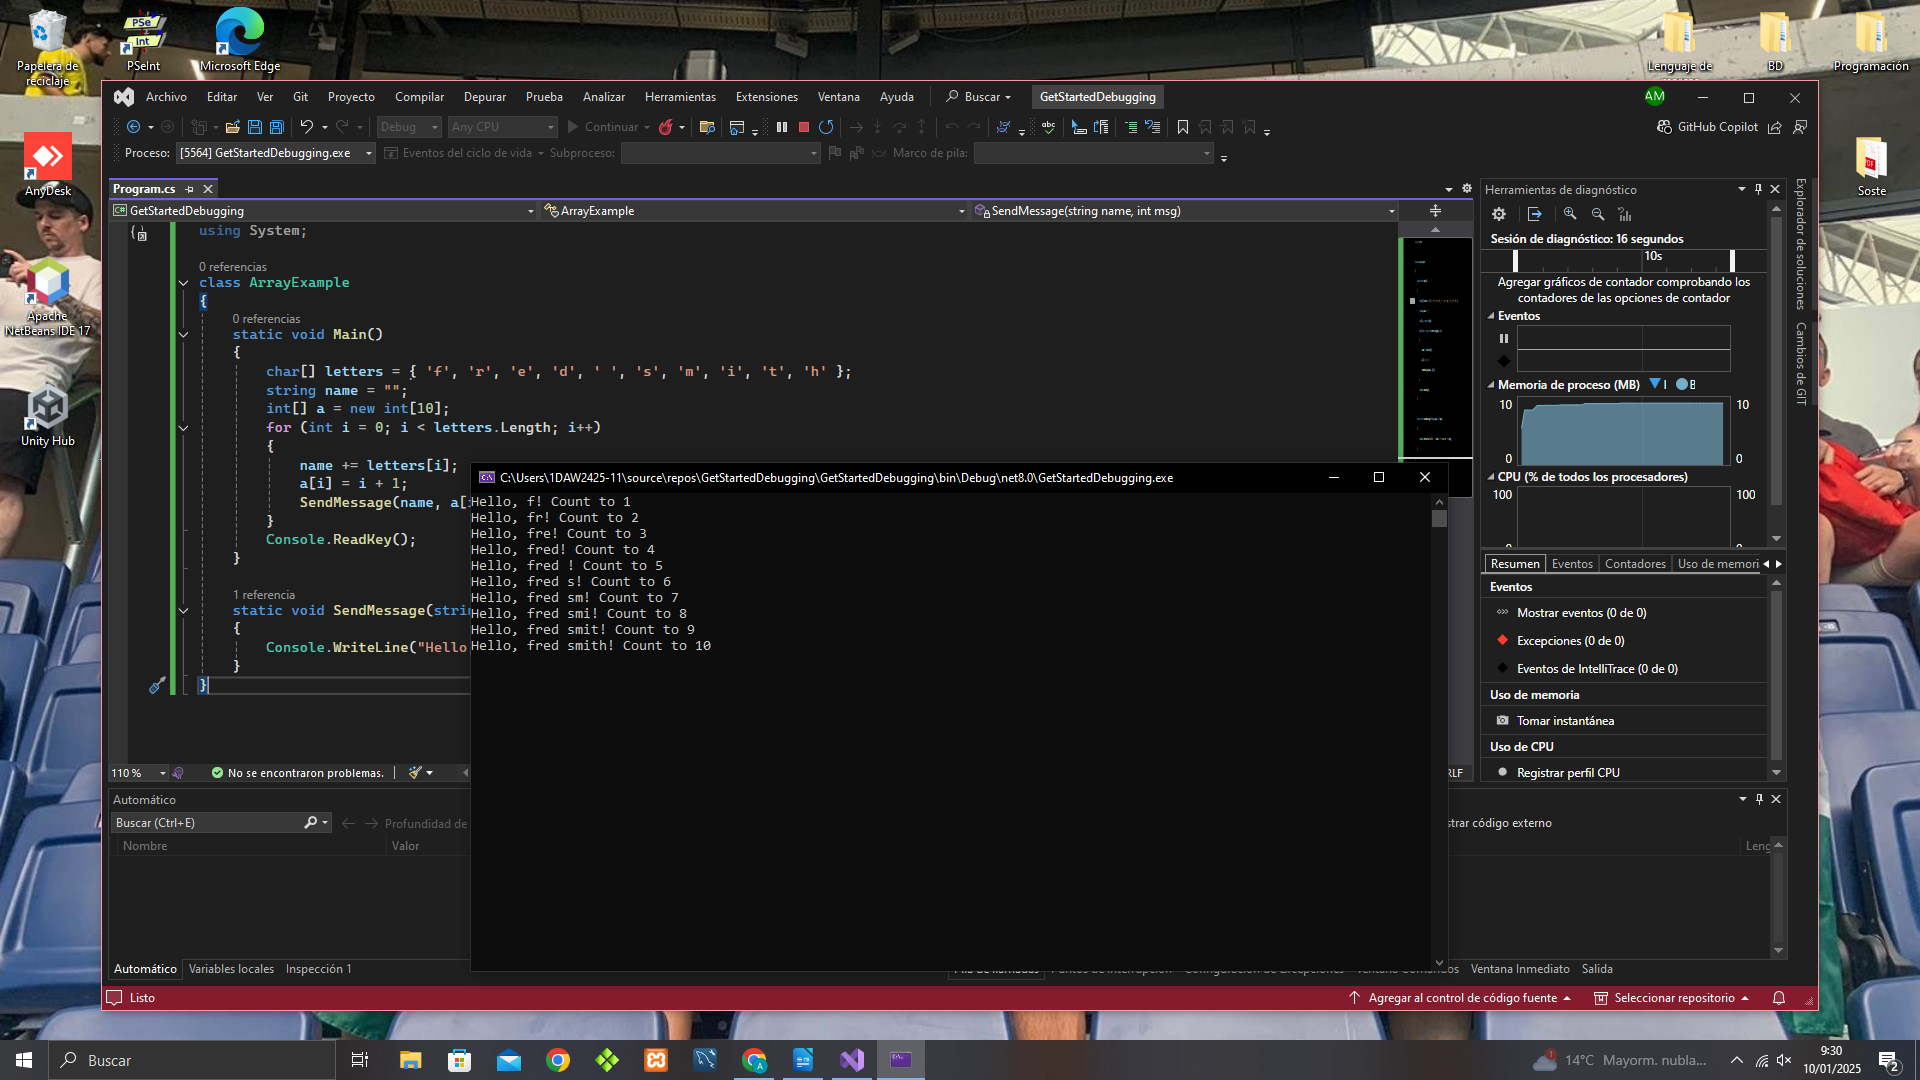 Papelera de reciclaje
PSeInt
Microsoft Edge
Lenguaje de
BD
Programación
AnyDesk
Apache NetBeans IDE 17
Unity Hub
Soste
Archivo Editar Ver Git Proyecto Compilar Depurar Prueba Analizar Herramientas Extensiones Ventana Ayuda Buscar GetStartedDebugging AM
Debug Any CPU Continuar GitHub Copilot
Proceso: [5564] GetStartedDebugging.exe Eventos del ciclo de vida Subproceso: Marco de pila:
Program.cs
GetStartedDebugging ArrayExample SendMessage(string name, int msg)
using System;
0 referencias
class ArrayExample
{
0 referencias
static void Main()
{
char[] letters = { 'f', 'r', 'e', 'd', ' ', 's', 'm', 'i', 't', 'h' };
string name = "";
int[] a = new int[10];
for (int i = 0; i < letters.Length; i++)
{
name += letters[i];
a[i] = i + 1;
SendMessage(name, a[i
}
Console.ReadKey();
}
1 referencia
static void SendMessage(strin
{
Console.WriteLine("Hello
}
}
110 % No se encontraron problemas.
RLF
C:\Users\1DAW2425-11\source\repos\GetStartedDebugging\GetStartedDebugging\bin\Debug\net8.0\GetStartedDebugging.exe
Hello, f! Count to 1
Hello, fr! Count to 2
Hello, fre! Count to 3
Hello, fred! Count to 4
Hello, fred ! Count to 5
Hello, fred s! Count to 6
Hello, fred sm! Count to 7
Hello, fred smi! Count to 8
Hello, fred smit! Count to 9
Hello, fred smith! Count to 10
Herramientas de diagnóstico
Sesión de diagnóstico: 16 segundos
10s
Agregar gráficos de contador comprobando los
contadores de las opciones de contador
Eventos
Memoria de proceso (MB)
10 10
0 0
CPU (% de todos los procesadores)
100 100
Resumen Eventos Contadores Uso de memori
Eventos
Mostrar eventos (0 de 0)
Excepciones (0 de 0)
Eventos de IntelliTrace (0 de 0)
Uso de memoria
Tomar instantánea
Uso de CPU
Registrar perfil CPU
Explorador de soluciones
Cambios de GIT
Automático
Buscar (Ctrl+E) Profundidad de
Nombre Valor
strar código externo
Leng
Automático Variables locales Inspección 1
Ventana Inmediato Salida
Listo Agregar al control de código fuente Seleccionar repositorio
Buscar
14°C Mayorm. nubla...
9:30
10/01/2025
2